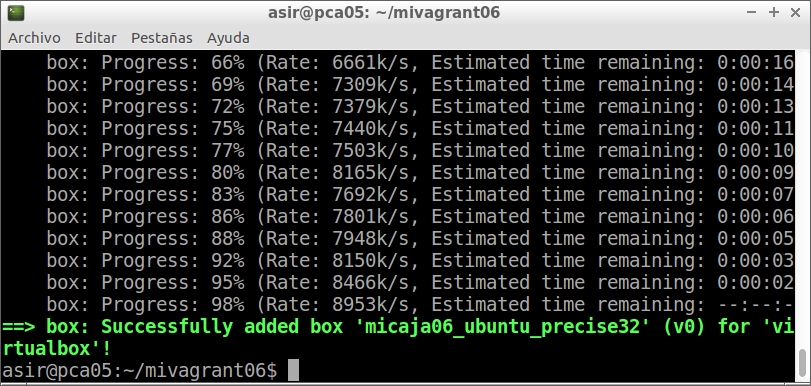 asir@pca05: ~/mivagrant06
Archivo Editar Pestañas Ayuda
box: Progress: 66% (Rate: 6661k/s, Estimated time remaining: 0:00:16
box: Progress: 69% (Rate: 7309k/s, Estimated time remaining: 0:00:14
box: Progress: 72% (Rate: 7379k/s, Estimated time remaining: 0:00:13
box: Progress: 75% (Rate: 7440k/s, Estimated time remaining: 0:00:11
box: Progress: 77% (Rate: 7503k/s, Estimated time remaining: 0:00:10
box: Progress: 80% (Rate: 8165k/s, Estimated time remaining: 0:00:09
box: Progress: 83% (Rate: 7692k/s, Estimated time remaining: 0:00:07
box: Progress: 86% (Rate: 7801k/s, Estimated time remaining: 0:00:06
box: Progress: 88% (Rate: 7948k/s, Estimated time remaining: 0:00:05
box: Progress: 92% (Rate: 8150k/s, Estimated time remaining: 0:00:03
box: Progress: 95% (Rate: 8466k/s, Estimated time remaining: 0:00:02
box: Progress: 98% (Rate: 8953k/s, Estimated time remaining: --:--:-
==> box: Successfully added box 'micaja06_ubuntu_precise32' (v0) for 'vi
rtualbox'!
asir@pca05:~/mivagrant06$